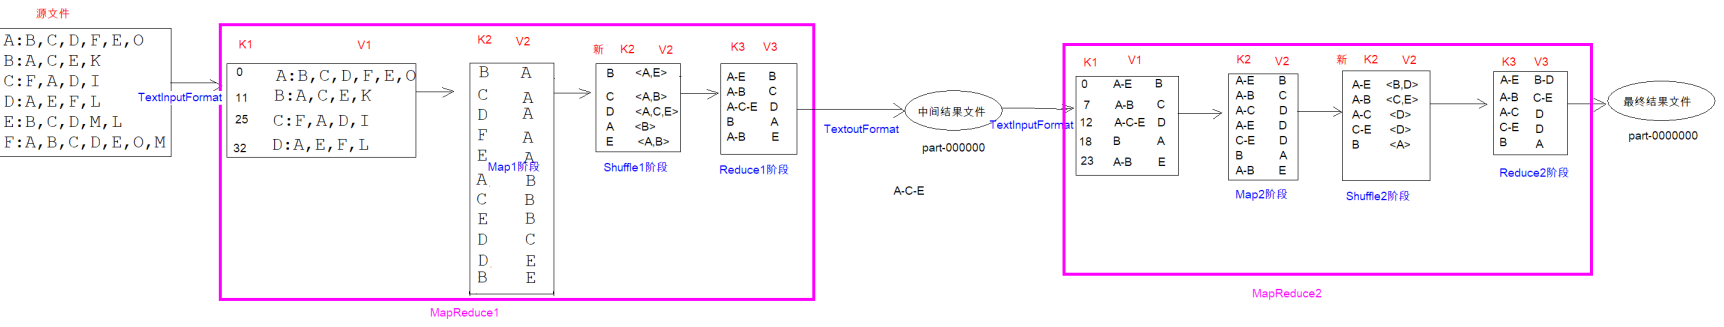 源文件
A:B,C,D,F,E,O
B:A,C,E,K
C:F,A,D,I
D:A,E,F,L
E:B,C,D,M,L
F:A,B,C,D,E,O,M
TextInputFormat
K1 V1
0 A:B,C,D,F,E,O
11 B:A,C,E,K
25 C:F,A,D,I
32 D:A,E,F,L
K2 V2
B A
C A
D A
F A
E A
A B
C B
E B
D C
D E
B E
Map1阶段
新 K2 V2
B <A,E>
C <A,B>
D <A,C,E>
A <B>
E <A,B>
Shuffle1阶段
K3 V3
A-E B
A-B C
A-C-E D
B A
A-B E
Reduce1阶段
MapReduce1
TextoutFormat
中间结果文件
part-000000
A-C-E
TextInputFormat
K1 V1
0 A-E B
7 A-B C
12 A-C-E D
18 B A
23 A-B E
K2 V2
A-E B
A-B C
A-C D
A-E D
C-E D
B A
A-B E
Map2阶段
新 K2 V2
A-E <B,D>
A-B <C,E>
A-C <D>
C-E <D>
B <A>
Shuffle2阶段
K3 V3
A-E B-D
A-B C-E
A-C D
C-E D
B A
Reduce2阶段
MapReduce2
最终结果文件
part-0000000